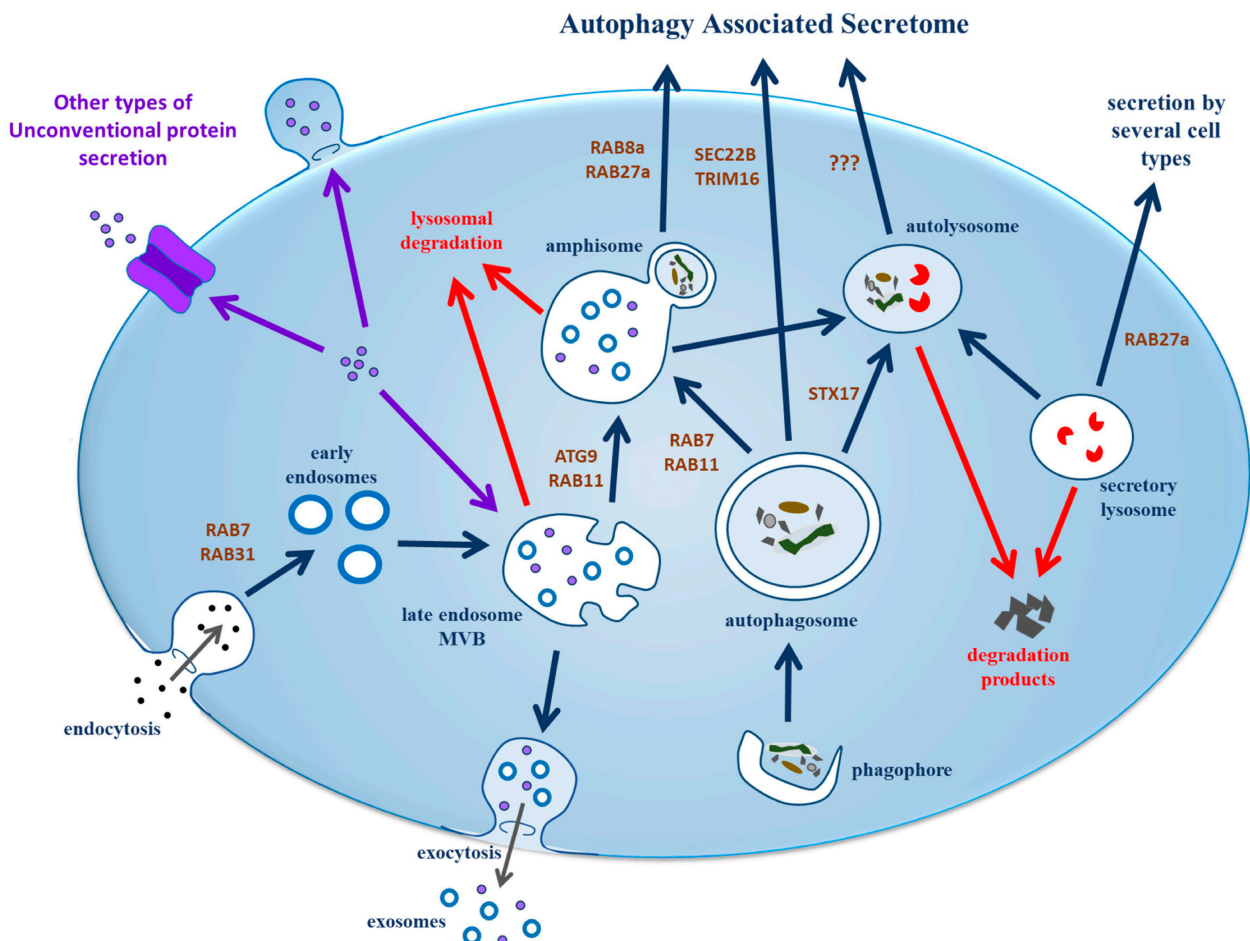 Autophagy Associated Secretome
Other types of
Unconventional protein
secretion
secretion by
several cell
types
RAB8a
RAB27a
SEC22B
TRIM16
???
lysosomal
degradation
amphisome
autolysosome
RAB27a
STX17
early
endosomes
ATG9
RAB11
RAB7
RAB11
secretory
lysosome
RAB7
RAB31
late endosome
MVB
autophagosome
degradation
products
endocytosis
phagophore
exocytosis
exosomes